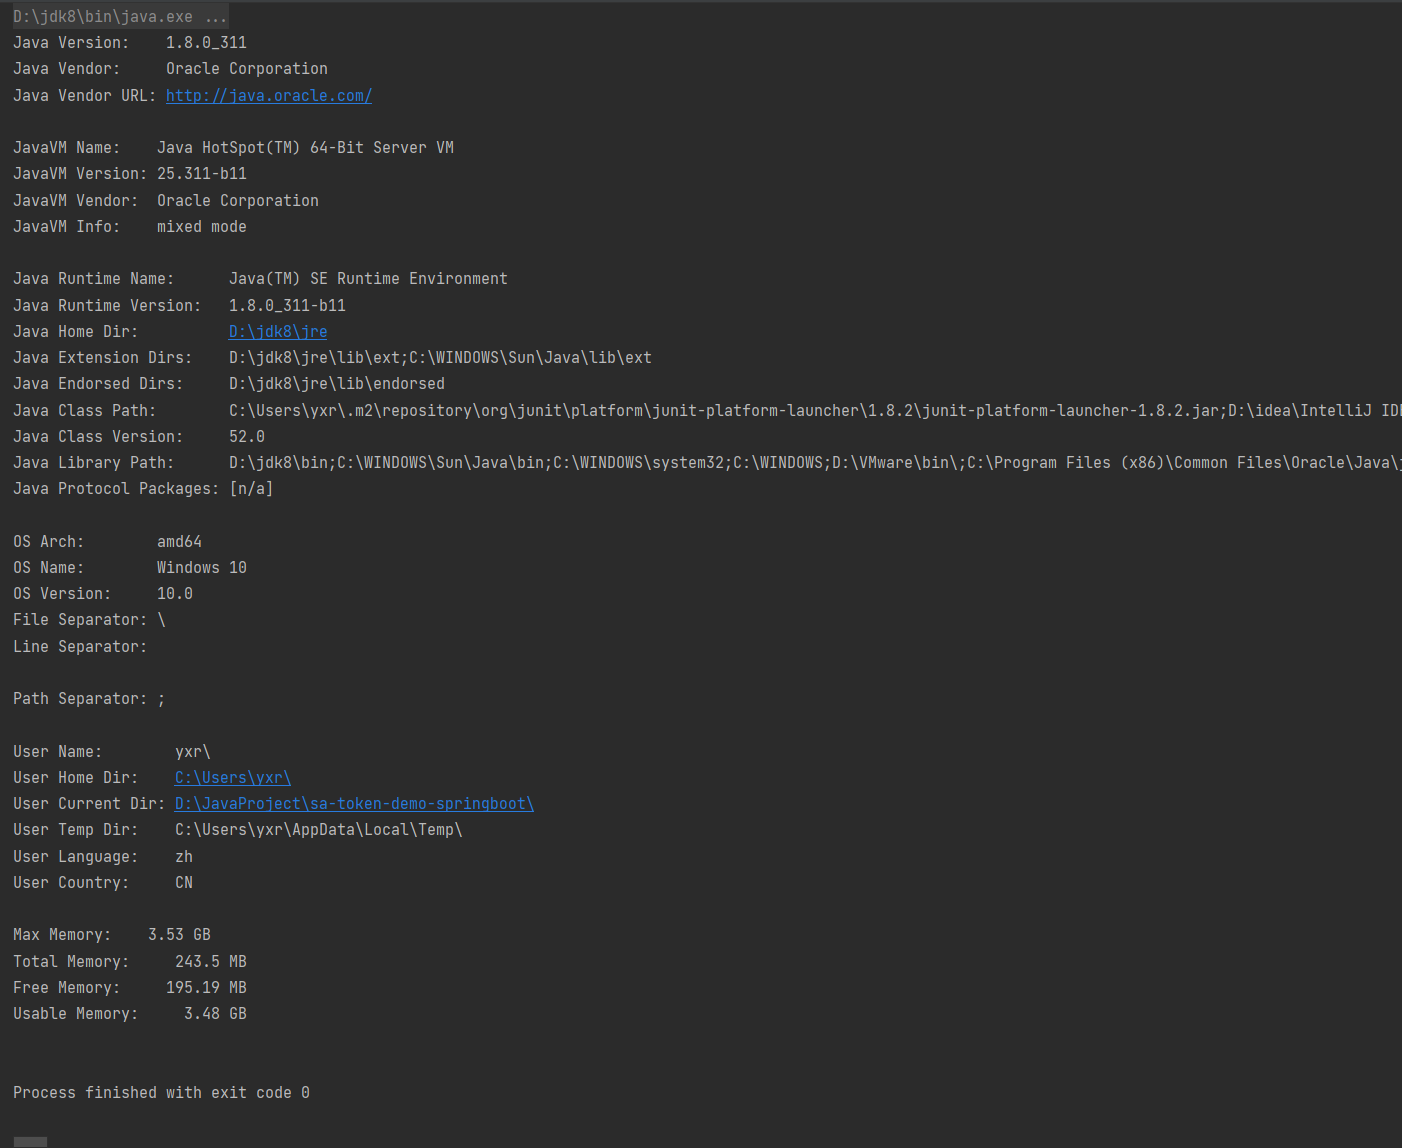 D:\jdk8\bin\java.exe ...
Java Version:    1.8.0_311
Java Vendor:     Oracle Corporation
Java Vendor URL: http://java.oracle.com/
JavaVM Name:    Java HotSpot(TM) 64-Bit Server VM
JavaVM Version: 25.311-b11
JavaVM Vendor:  Oracle Corporation
JavaVM Info:    mixed mode
Java Runtime Name:      Java(TM) SE Runtime Environment
Java Runtime Version:   1.8.0_311-b11
Java Home Dir:          D:\jdk8\jre
Java Extension Dirs:    D:\jdk8\jre\lib\ext;C:\WINDOWS\Sun\Java\lib\ext
Java Endorsed Dirs:     D:\jdk8\jre\lib\endorsed
Java Class Path:        C:\Users\yxr\.m2\repository\org\junit\platform\junit-platform-launcher\1.8.2\junit-platform-launcher-1.8.2.jar;D:\idea\IntelliJ
Java Class Version:     52.0
Java Library Path:      D:\jdk8\bin;C:\WINDOWS\Sun\Java\bin;C:\WINDOWS\system32;C:\WINDOWS;D:\VMware\bin\;C:\Program Files (x86)\Common Files\Oracle\Java\
Java Protocol Packages: [n/a]
OS Arch:        amd64
OS Name:        Windows 10
OS Version:     10.0
File Separator: \
Line Separator:
Path Separator: ;
User Name:        yxr\
User Home Dir:    C:\Users\yxr\
User Current Dir: D:\JavaProject\sa-token-demo-springboot\
User Temp Dir:    C:\Users\yxr\AppData\Local\Temp\
User Language:    zh
User Country:     CN
Max Memory:    3.53 GB
Total Memory:     243.5 MB
Free Memory:     195.19 MB
Usable Memory:     3.48 GB
Process finished with exit code 0